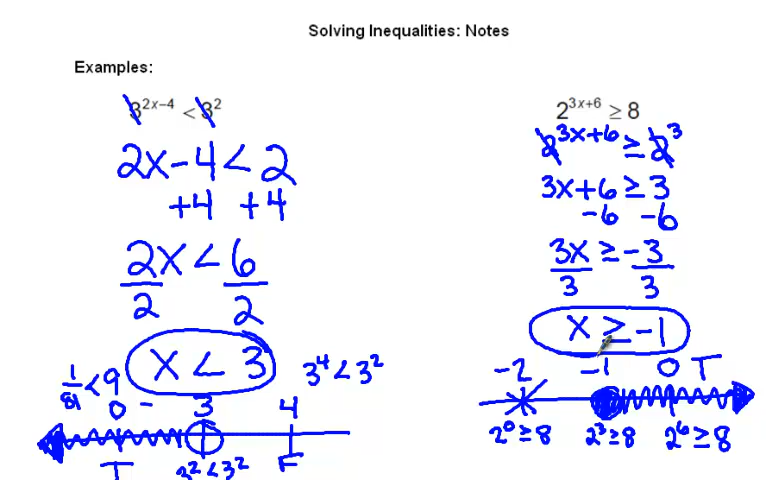 Solving Inequalities: Notes
Examples:
3^{2x-4} < 3^2
2x - 4 < 2
+4 +4
2x < 6
2 2
x < 3
1/81 < 9
3^4 < 3^2
0 3 4
T 3^2 < 3^2 F
2^{3x+6} ≥ 8
2^{3x+6} ≥ 2^3
3x + 6 ≥ 3
-6 -6
3x ≥ -3
3 3
x ≥ -1
-2 -1 0 T
2^0 ≥ 8 2^3 ≥ 8 2^6 ≥ 8